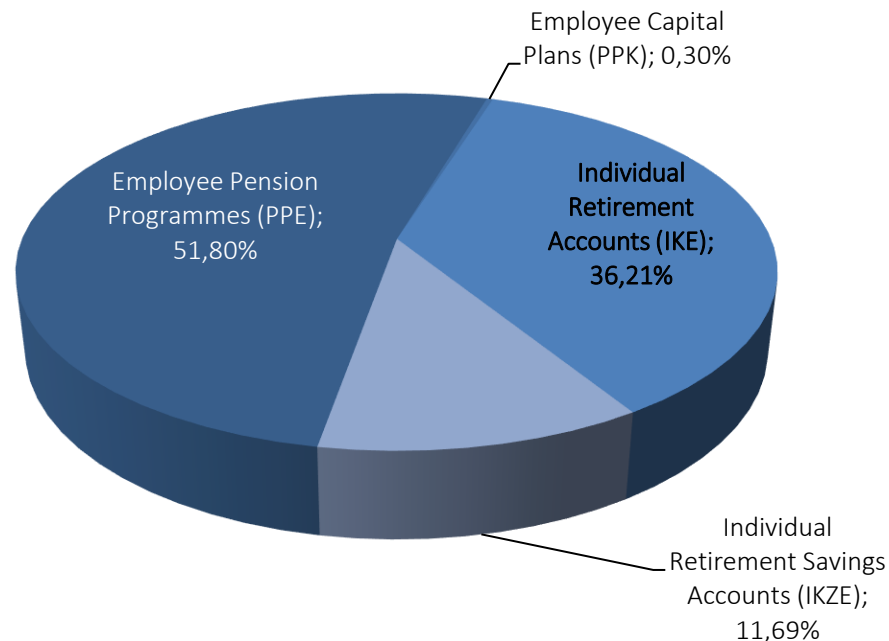 Employee Capital
Plans (PPK); 0,30%
Employee Pension
Programmes (PPE);
51,80%
Individual
Retirement
Accounts (IKE);
36,21%
Individual
Retirement Savings
Accounts (IKZE);
11,69%